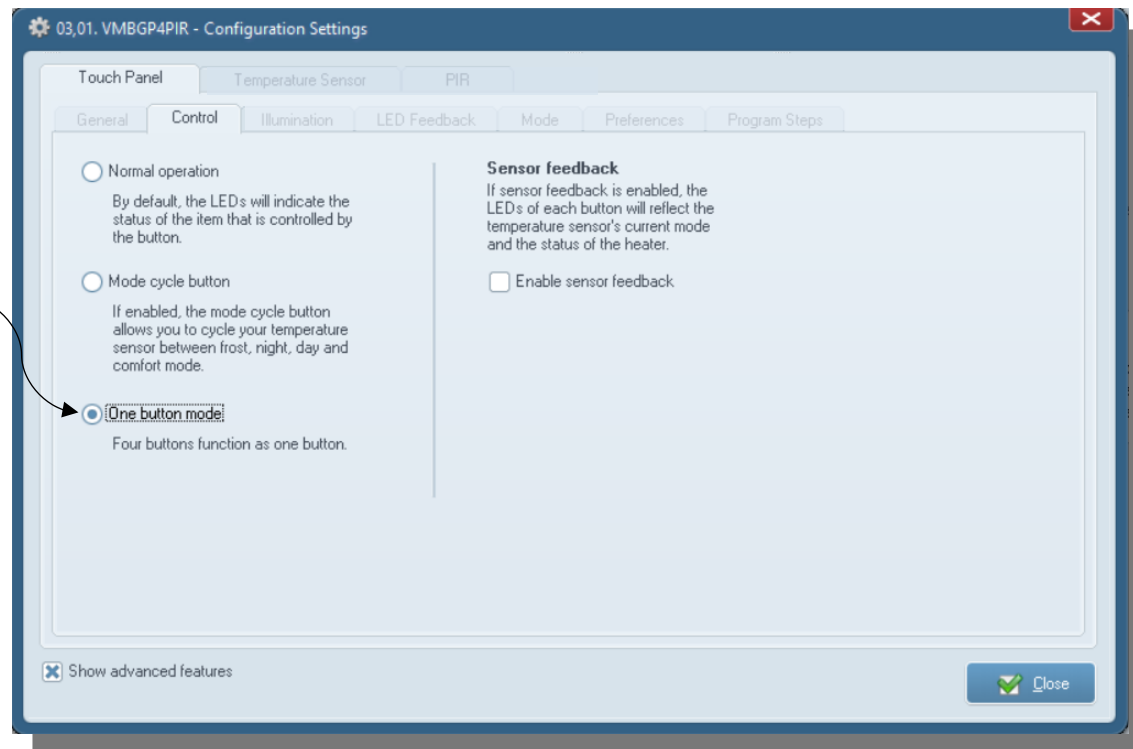 03,01. VMBGP4PIR - Configuration Settings
Touch Panel
Temperature Sensor
PIR
General
Control
Illumination
LED Feedback
Mode
Preferences
Program Steps
Normal operation
By default, the LEDs will indicate the
status of the item that is controlled by
the button.
Mode cycle button
If enabled, the mode cycle button
allows you to cycle your temperature
sensor between frost, night, day and
comfort mode.
One button mode
Four buttons function as one button.
Sensor feedback
If sensor feedback is enabled, the
LEDs of each button will reflect the
temperature sensor's current mode
and the status of the heater.
Enable sensor feedback
Show advanced features
Close